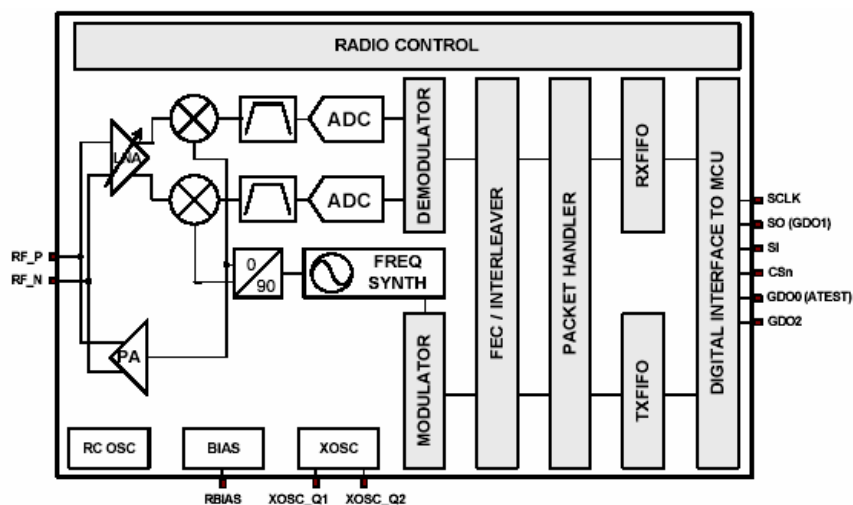 RADIO CONTROL
LNA
ADC
ADC
DEMODULATOR
FEC / INTERLEAVER
PACKET HANDLER
RXFIFO
DIGITAL INTERFACE TO MCU
SCLK
SO (GDO1)
SI
CSn
GDO0 (ATEST)
GDO2
RF_P
RF_N
0
90
FREQ
SYNTH
PA
MODULATOR
TXFIFO
RC OSC
BIAS
XOSC
RBIAS
XOSC_Q1
XOSC_Q2